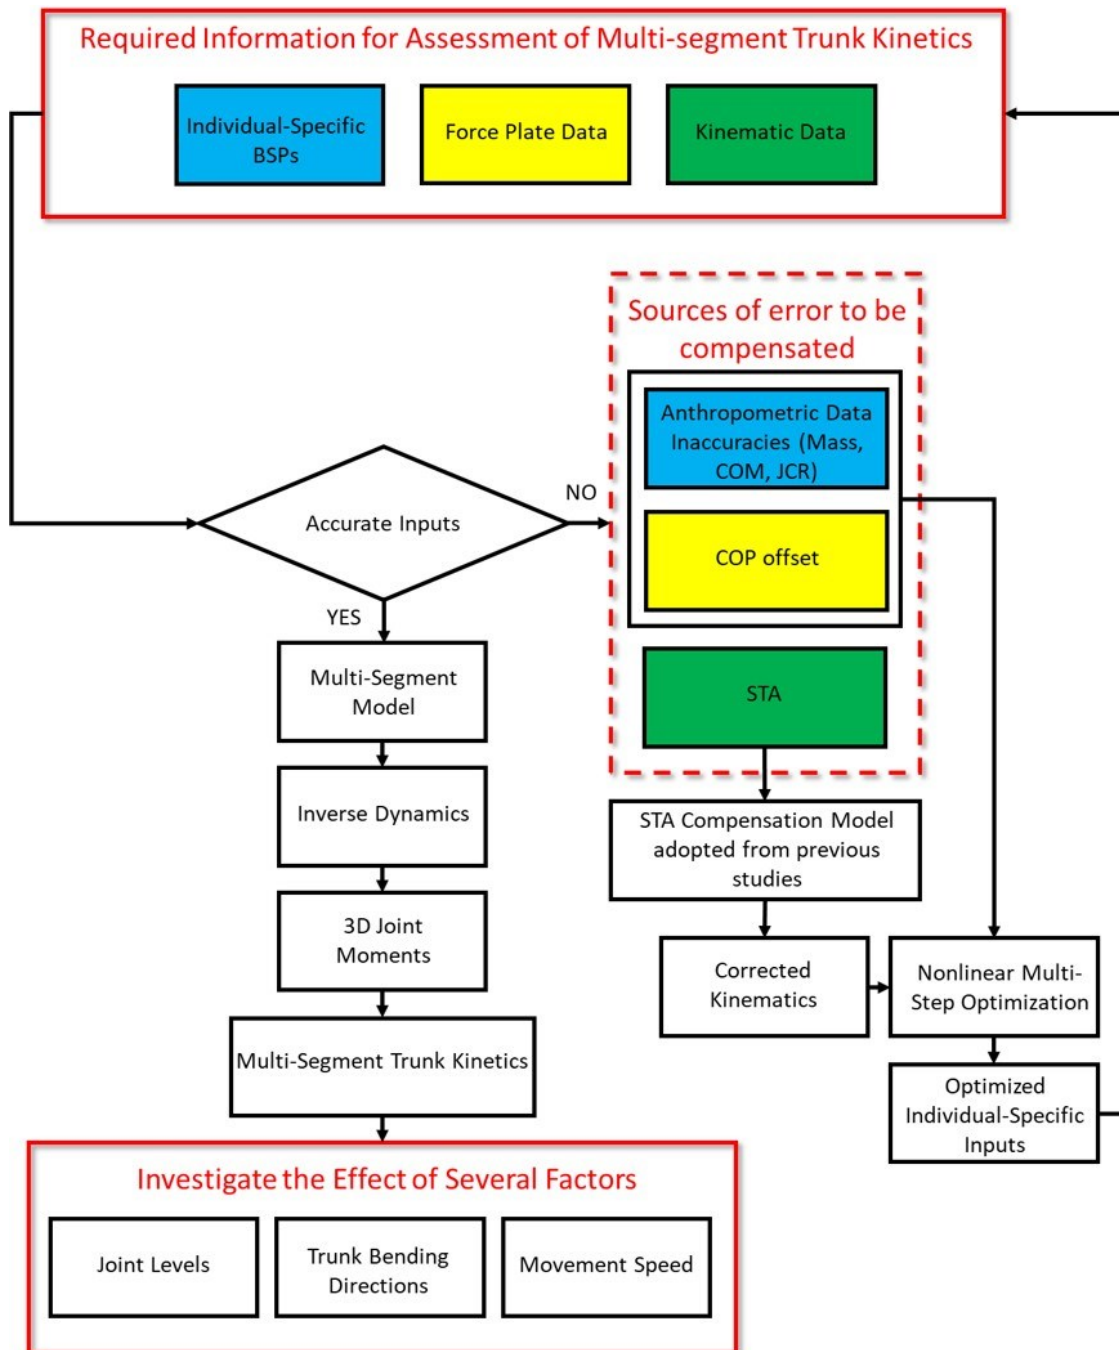 Required Information for Assessment of Multi-segment Trunk Kinetics
Individual-Specific
BSPs
Force Plate Data
Kinematic Data
Sources of error to be
compensated
Anthropometric Data
Inaccuracies (Mass,
COM, JCR)
COP offset
STA
Accurate Inputs
NO
YES
Multi-Segment
Model
Inverse Dynamics
3D Joint
Moments
Multi-Segment Trunk Kinetics
STA Compensation Model
adopted from previous
studies
Corrected
Kinematics
Nonlinear Multi-
Step Optimization
Optimized
Individual-Specific
Inputs
Investigate the Effect of Several Factors
Joint Levels
Trunk Bending
Directions
Movement Speed